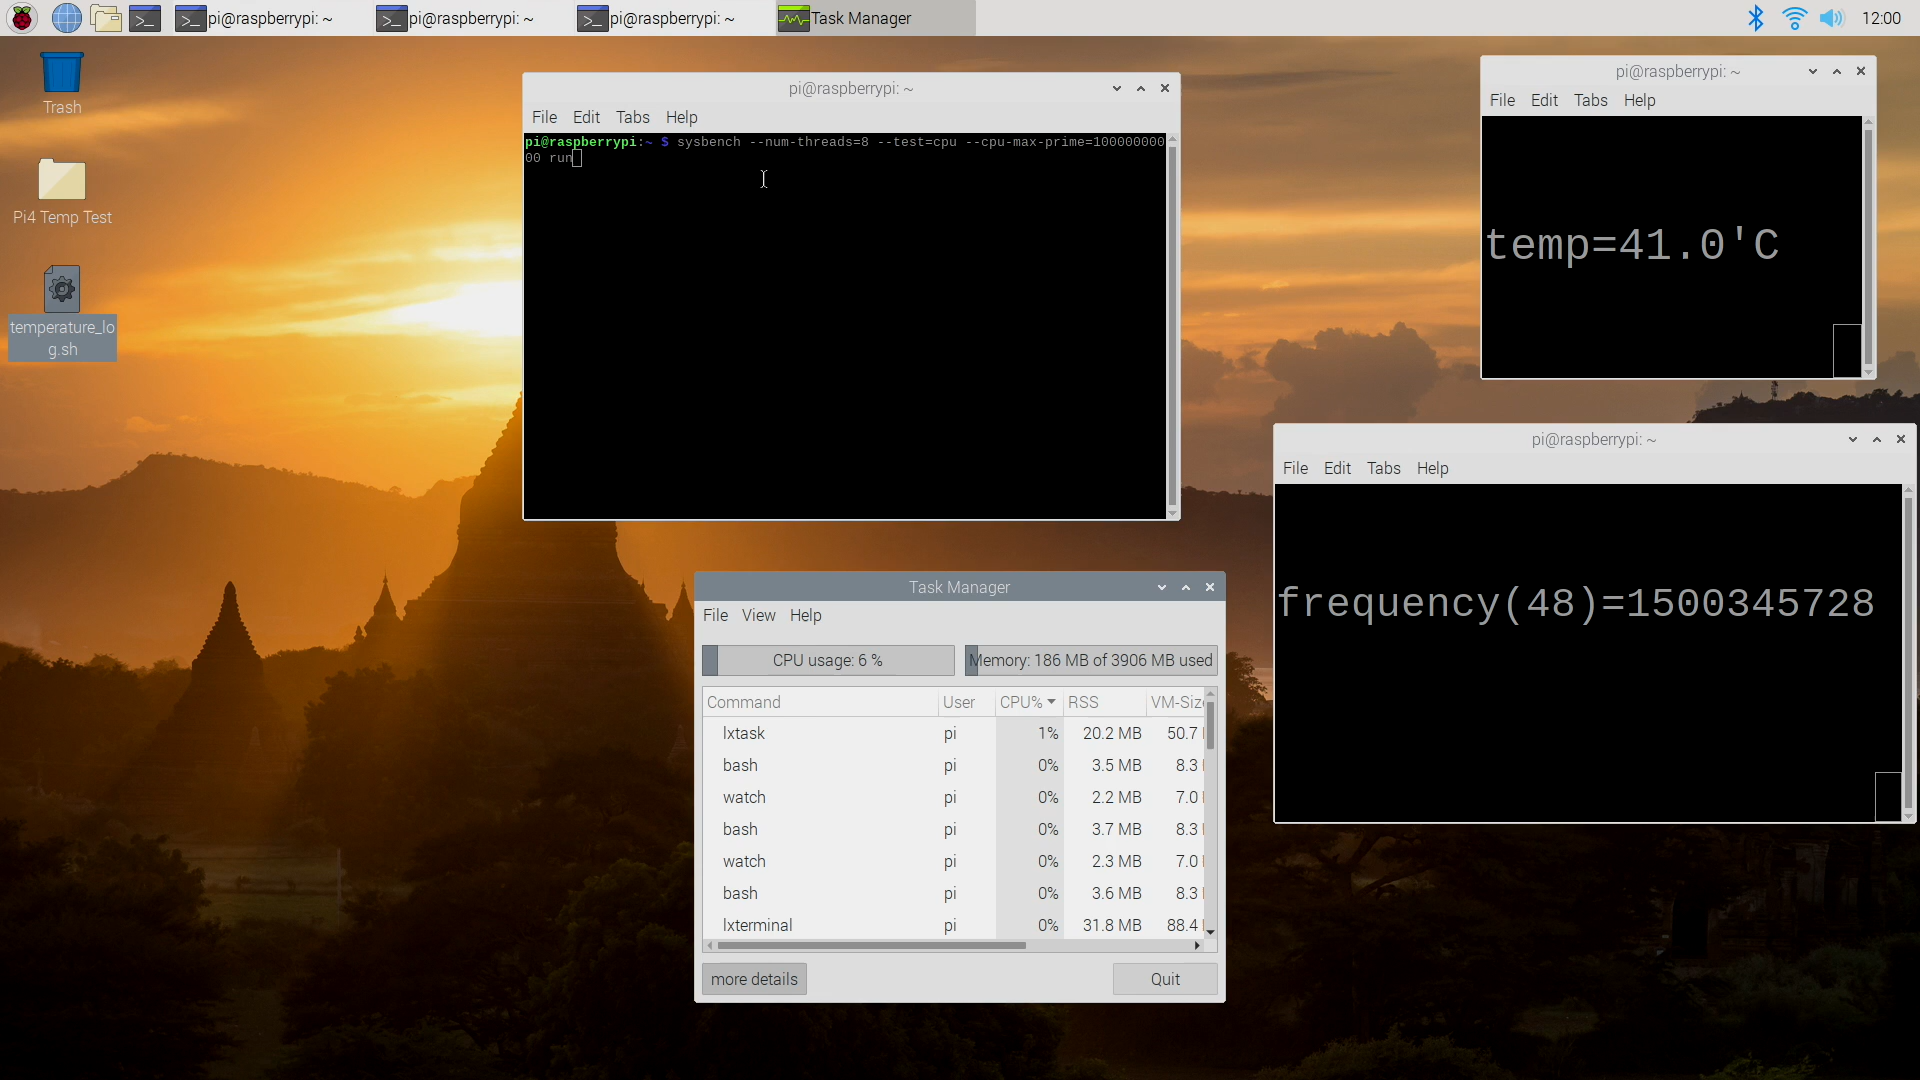 pi@raspberrypi: ~
pi@raspberrypi: ~
pi@raspberrypi: ~
Task Manager
12:00
Trash
Pi4 Temp Test
temperature_lo
g.sh
pi@raspberrypi: ~
File Edit Tabs Help
pi@raspberrypi:~ $ sysbench --num-threads=8 --test=cpu --cpu-max-prime=100000000
00 run
pi@raspberrypi: ~
File Edit Tabs Help
temp=41.0'C
pi@raspberrypi: ~
File Edit Tabs Help
frequency(48)=1500345728
Task Manager
File View Help
CPU usage: 6 %
Memory: 186 MB of 3906 MB used
Command User CPU% RSS VM-Siz
lxtask pi 1% 20.2 MB 50.7
bash pi 0% 3.5 MB 8.3
watch pi 0% 2.2 MB 7.0
bash pi 0% 3.7 MB 8.3
watch pi 0% 2.3 MB 7.0
bash pi 0% 3.6 MB 8.3
lxterminal pi 0% 31.8 MB 88.4
more details
Quit